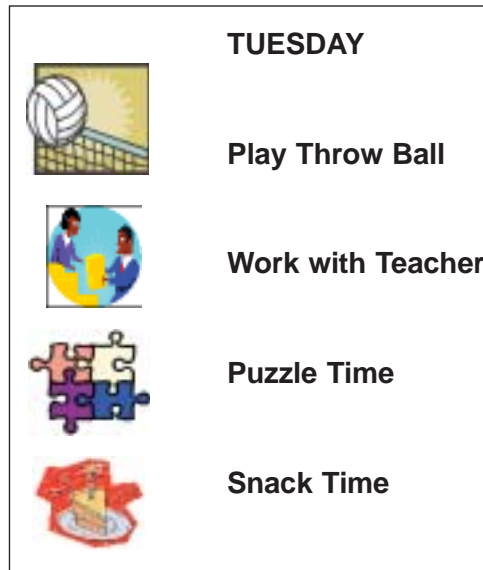 TUESDAY
Play Throw Ball
Work with Teacher
Puzzle Time
Snack Time